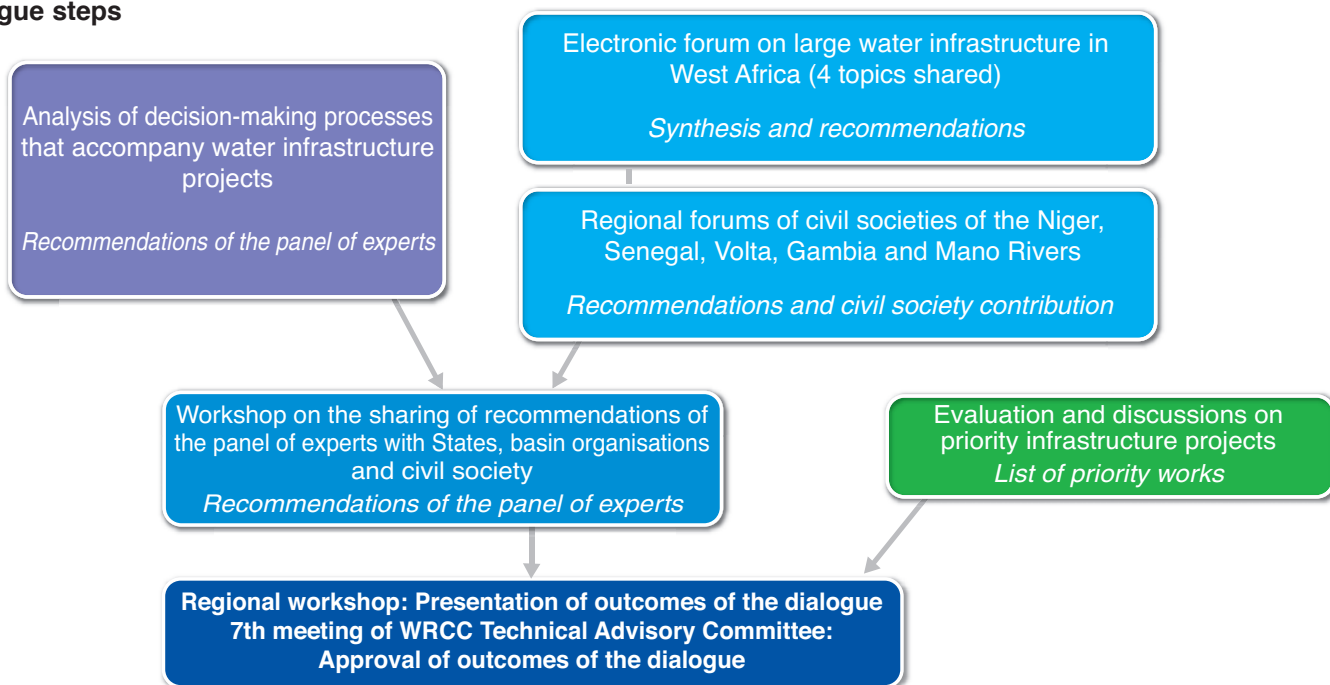 gue steps
Electronic forum on large water infrastructure in
West Africa (4 topics shared)
Synthesis and recommendations
Analysis of decision-making processes
that accompany water infrastructure
projects
Recommendations of the panel of experts
Regional forums of civil societies of the Niger,
Senegal, Volta, Gambia and Mano Rivers
Recommendations and civil society contribution
Workshop on the sharing of recommendations of
the panel of experts with States, basin organisations
and civil society
Recommendations of the panel of experts
Evaluation and discussions on
priority infrastructure projects
List of priority works
Regional workshop: Presentation of outcomes of the dialogue
7th meeting of WRCC Technical Advisory Committee:
Approval of outcomes of the dialogue